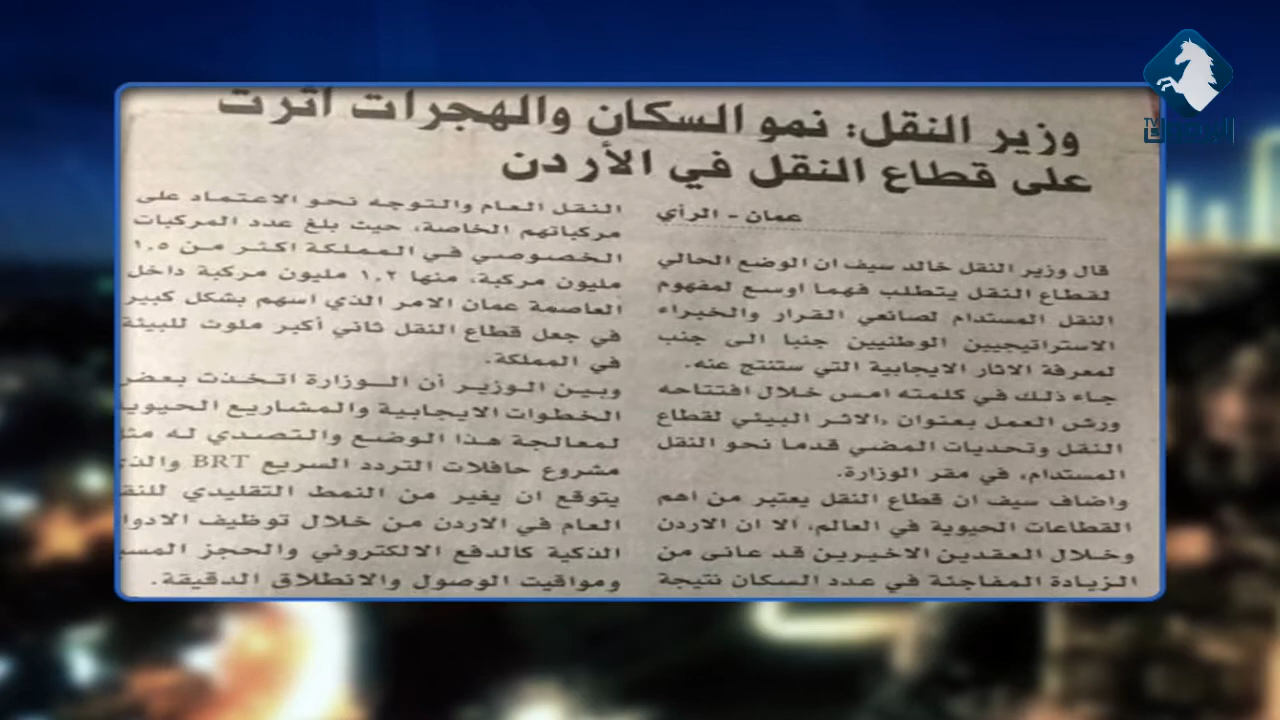 وزير النقل: نمو السكان والهجرات اثرت
على قطاع النقل في الأردن
عمان - الرأي
قال وزير النقل خالد سيف ان الوضع الحالي
لقطاع النقل يتطلب فهما اوسع لمفهوم
النقل المستدام لصانعي القرار والخبراء
الاستراتيجيين الوطنيين جنبا الى جنب
لمعرفة الاثار الايجابية التي ستنتج عنه.
جاء ذلك في كلمته امس خلال افتتاحه
ورش العمل بعنوان «الاثر البيئي لقطاع
النقل وتحديات المضي قدما نحو النقل
المستدام» في مقر الوزارة.
واضاف سيف ان قطاع النقل يعتبر من اهم
القطاعات الحيوية في العالم، الا ان الاردن
وخلال العقدين الاخيرين قد عانى من
الزيادة المفاجئة في عدد السكان نتيجة
النقل العام والتوجه نحو الاعتماد على
مركباتهم الخاصة، حيث بلغ عدد المركبات
الخصوصي في المملكة اكثر من ١.٥
مليون مركبة، منها ١.٢ مليون مركبة داخل
العاصمة عمان الامر الذي اسهم بشكل كبير
في جعل قطاع النقل ثاني أكبر ملوث للبيئة
في المملكة.
وبين الوزير أن الوزارة اتخذت بعض
الخطوات الايجابية والمشاريع
لمعالجة هذا الوضع والتصدي له
مشروع حافلات التردد السريع BRT
يتوقع ان يغير من النمط التقليدي
العام في الاردن من خلال توظيف
الذكية كالدفع الالكتروني والحجز
ومواقيت الوصول والانطلاق الدقيقة.
اليرموك TV